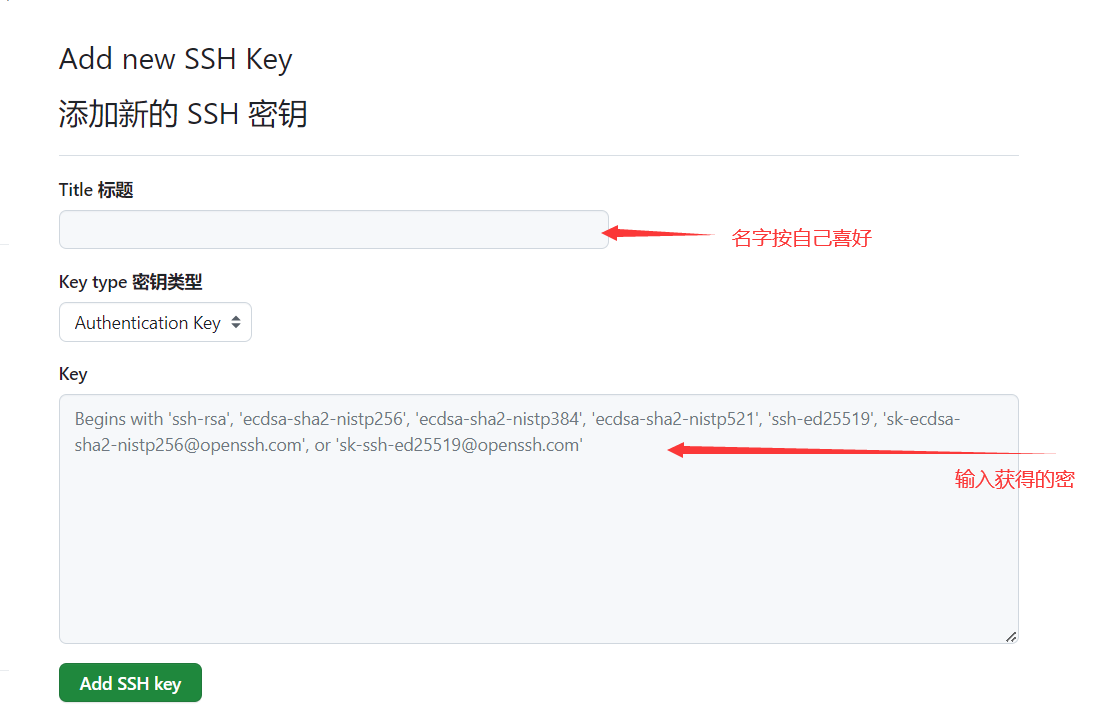 Add new SSH Key
添加新的 SSH 密钥
Title 标题
名字按自己喜好
Key type 密钥类型
Authentication Key
Key
Begins with 'ssh-rsa', 'ecdsa-sha2-nistp256', 'ecdsa-sha2-nistp384', 'ecdsa-sha2-nistp521', 'ssh-ed25519', 'sk-ecdsa-
sha2-nistp256@openssh.com', or 'sk-ssh-ed25519@openssh.com'
输入获得的密
Add SSH key